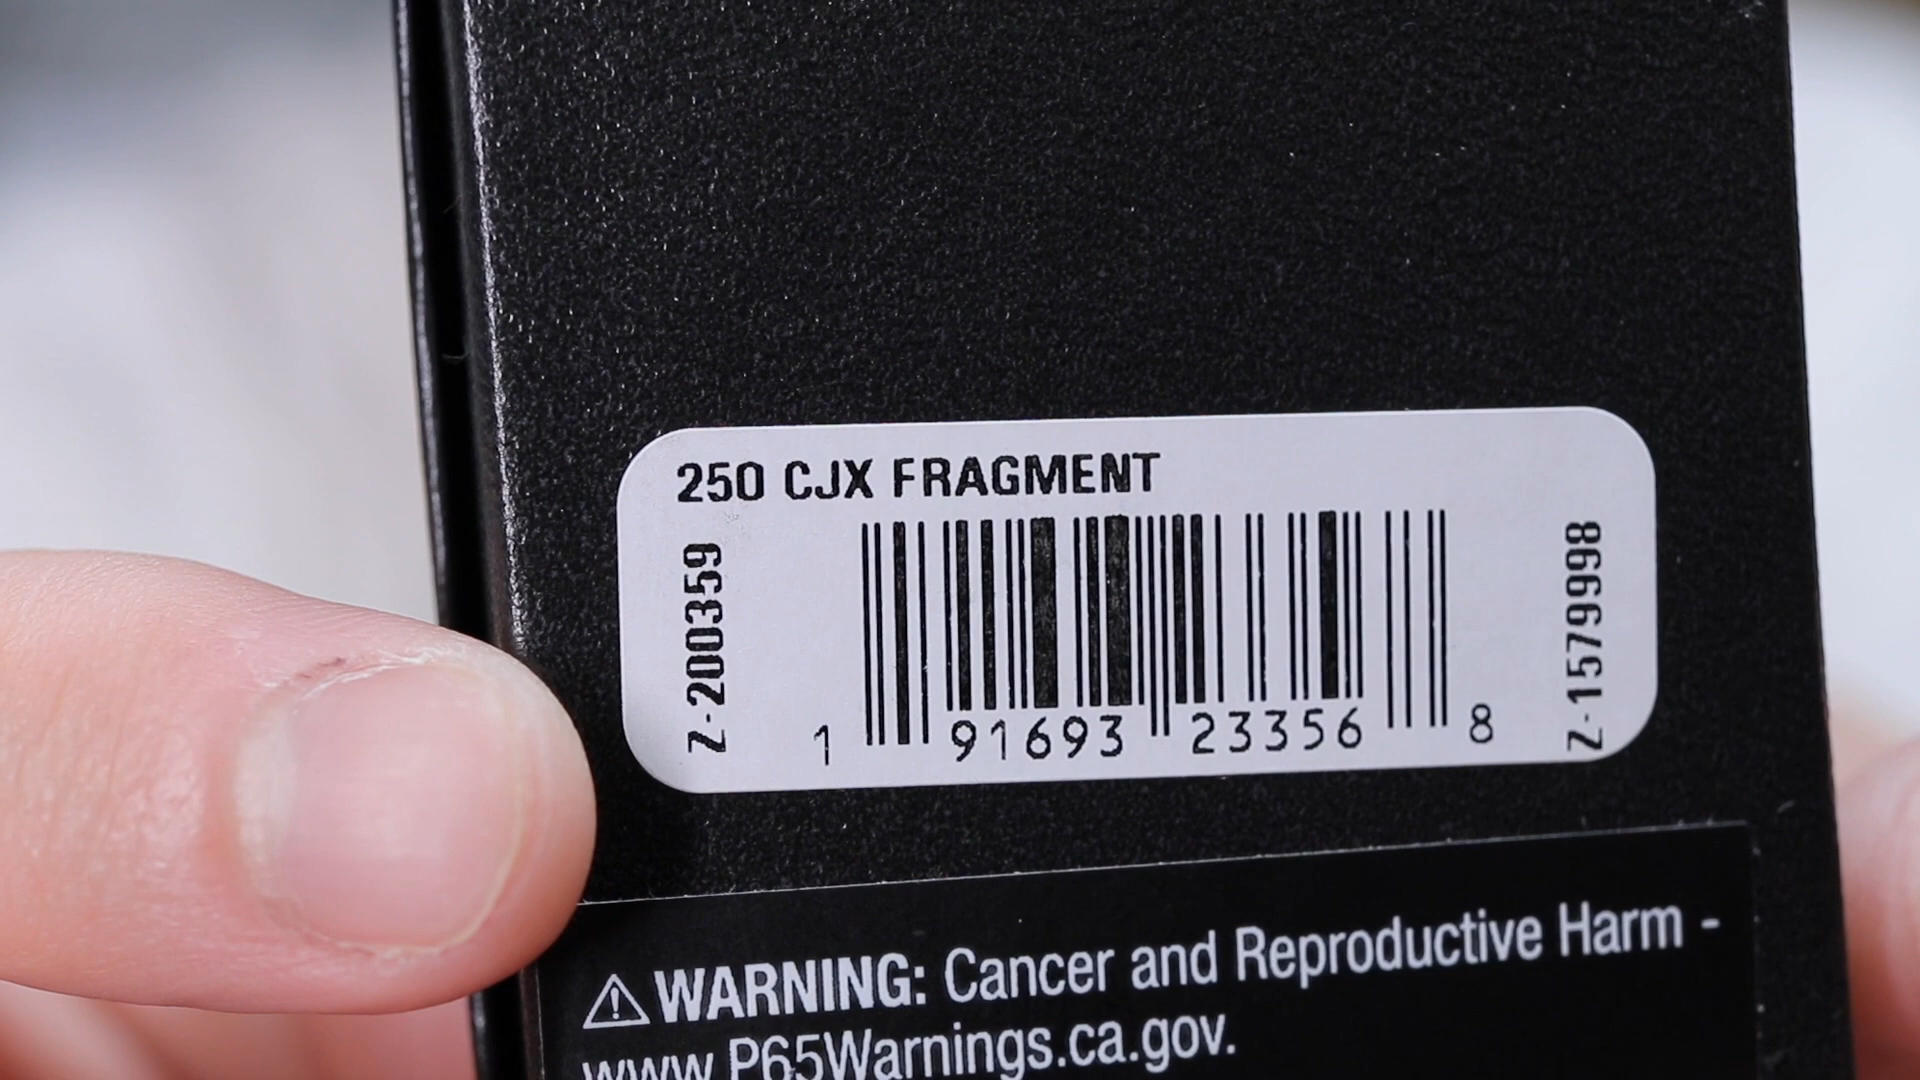 250 CJX FRAGMENT
Z-200359
1 91693 23356 8
Z-1579998
⚠WARNING: Cancer and Reproductive Harm -
www.P65Warnings.ca.gov.